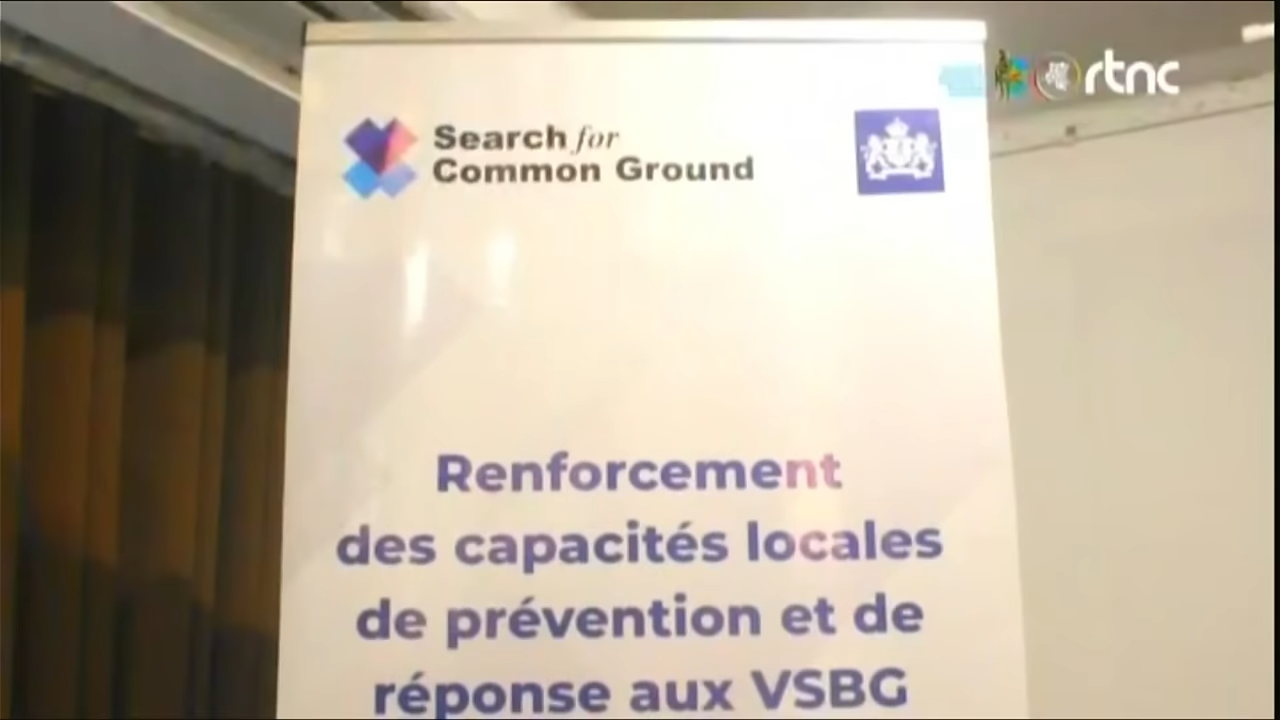 rtnc
Search for
Common Ground
Renforcement
des capacités locales
de prévention et de
réponse aux VSBG